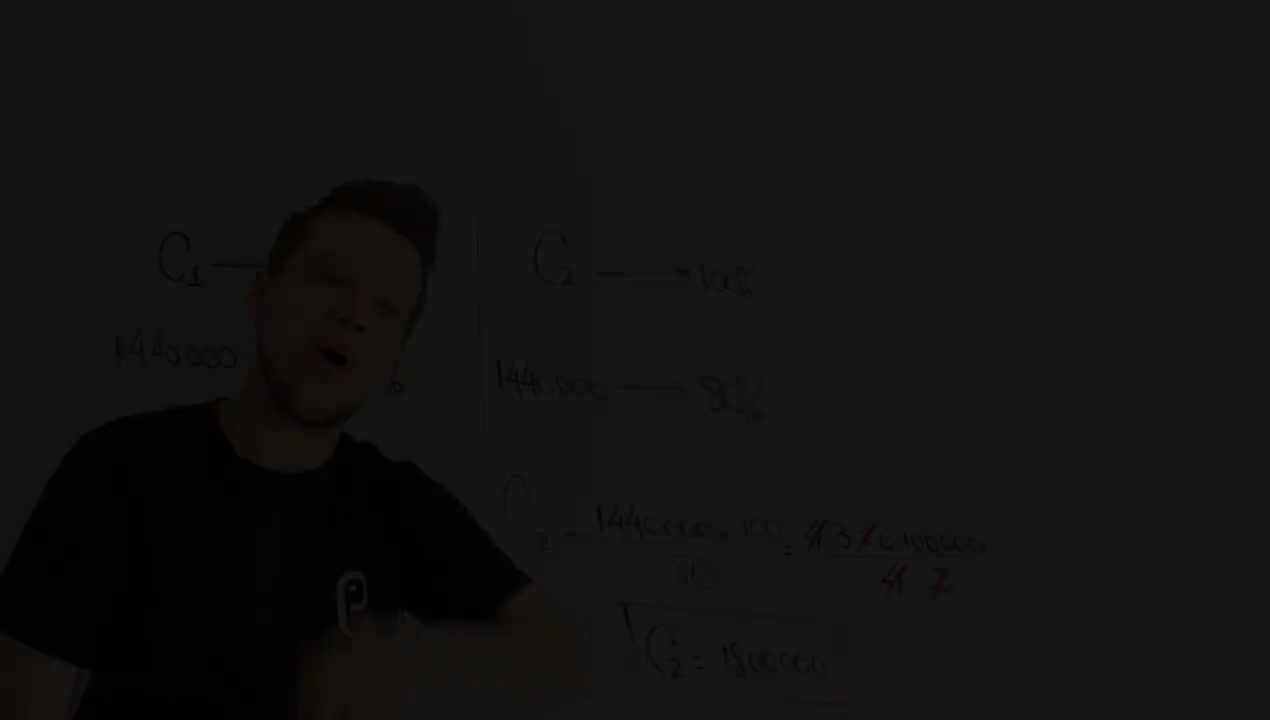 C1 —
1440000
C2 — 100%
1440000 — 80%
C2 = 1440000 · 100
80
C2 = 1800000